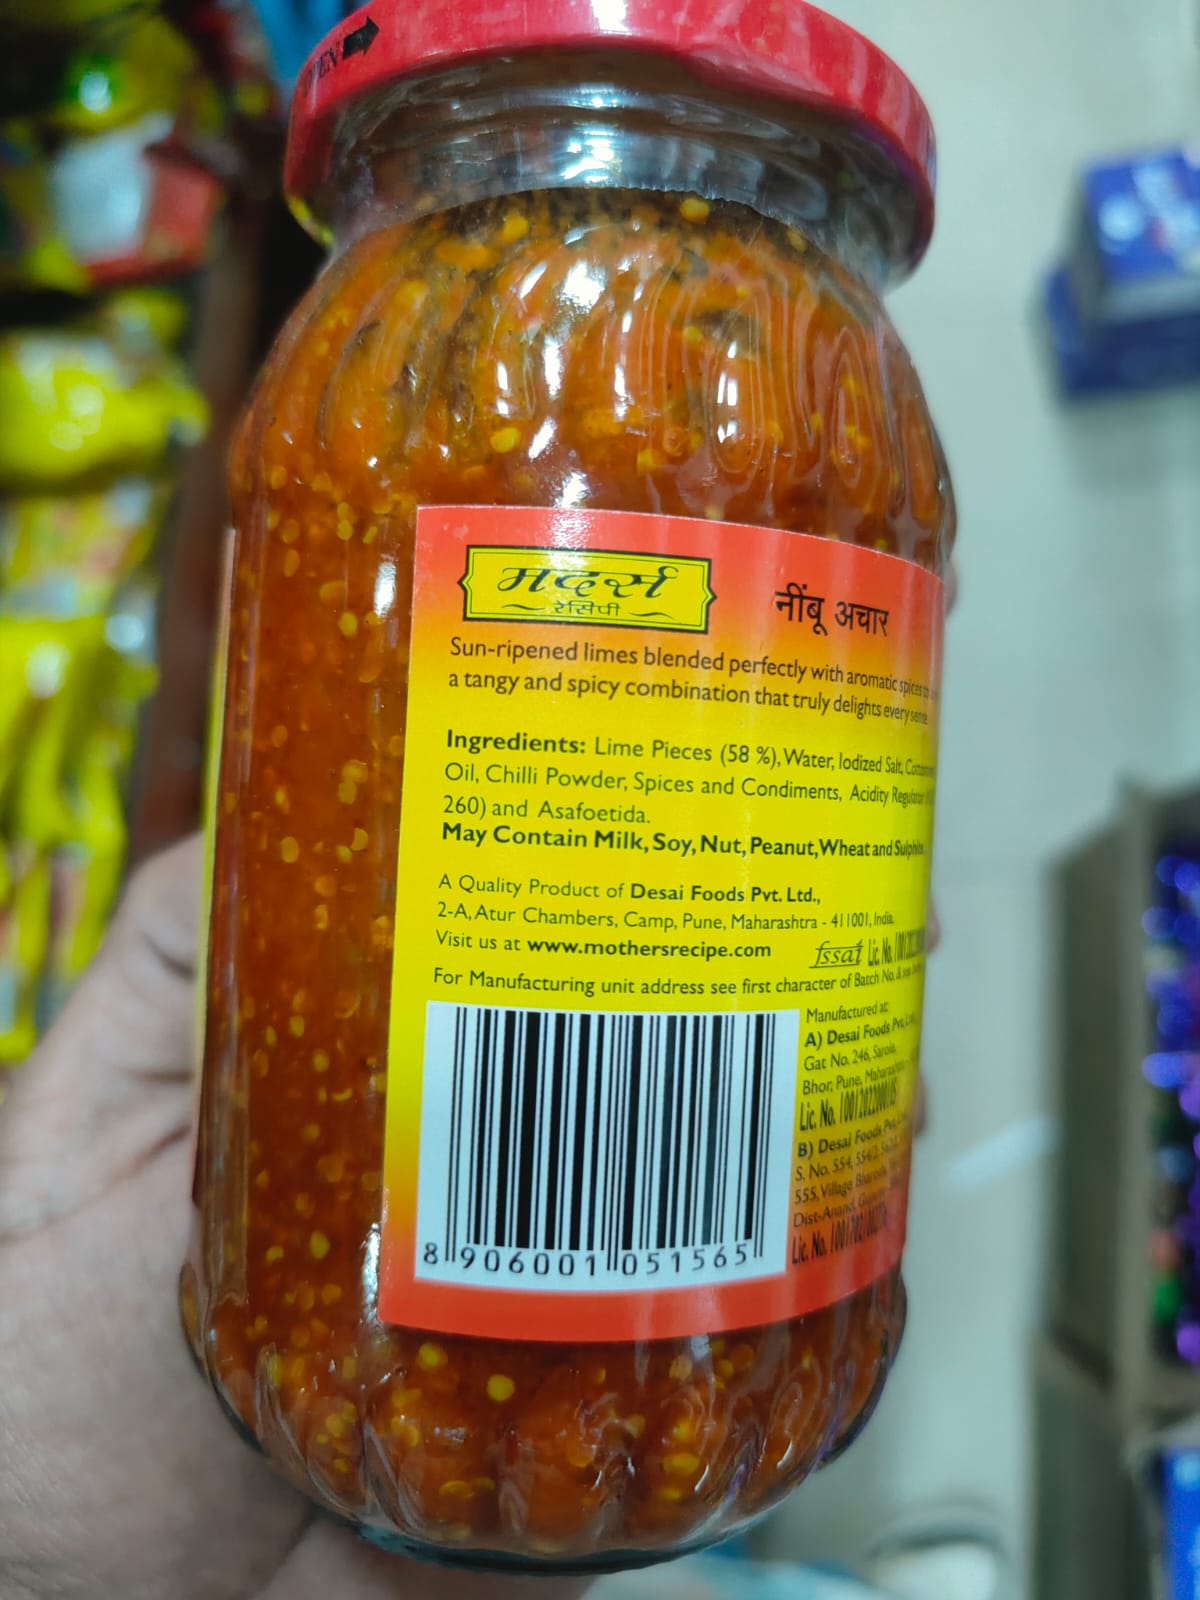 OPEN
मदर्स
रेसिपी
नींबू अचार
Sun-ripened limes blended perfectly with aromatic spices to
a tangy and spicy combination that truly delights every sense
Ingredients: Lime Pieces (58 %), Water, Iodized Salt,
Oil, Chilli Powder, Spices and Condiments, Acidity Regulator
260) and Asafoetida.
May Contain Milk, Soy, Nut, Peanut, Wheat and Sulphite
A Quality Product of Desai Foods Pvt. Ltd.,
2-A, Atur Chambers, Camp, Pune, Maharashtra - 411001, India.
Visit us at www.mothersrecipe.com
fssai Lic. No.
For Manufacturing unit address see first character of Batch No. &
Manufactured at:
A) Desai Foods Pvt.
Gat No. 246,
Bhor, Pune,
Lic. No.
B) Desai Foods Pvt.
S. No. 554,
555, Village
Dist-Anand,
Lic. No.
8 906001 051565